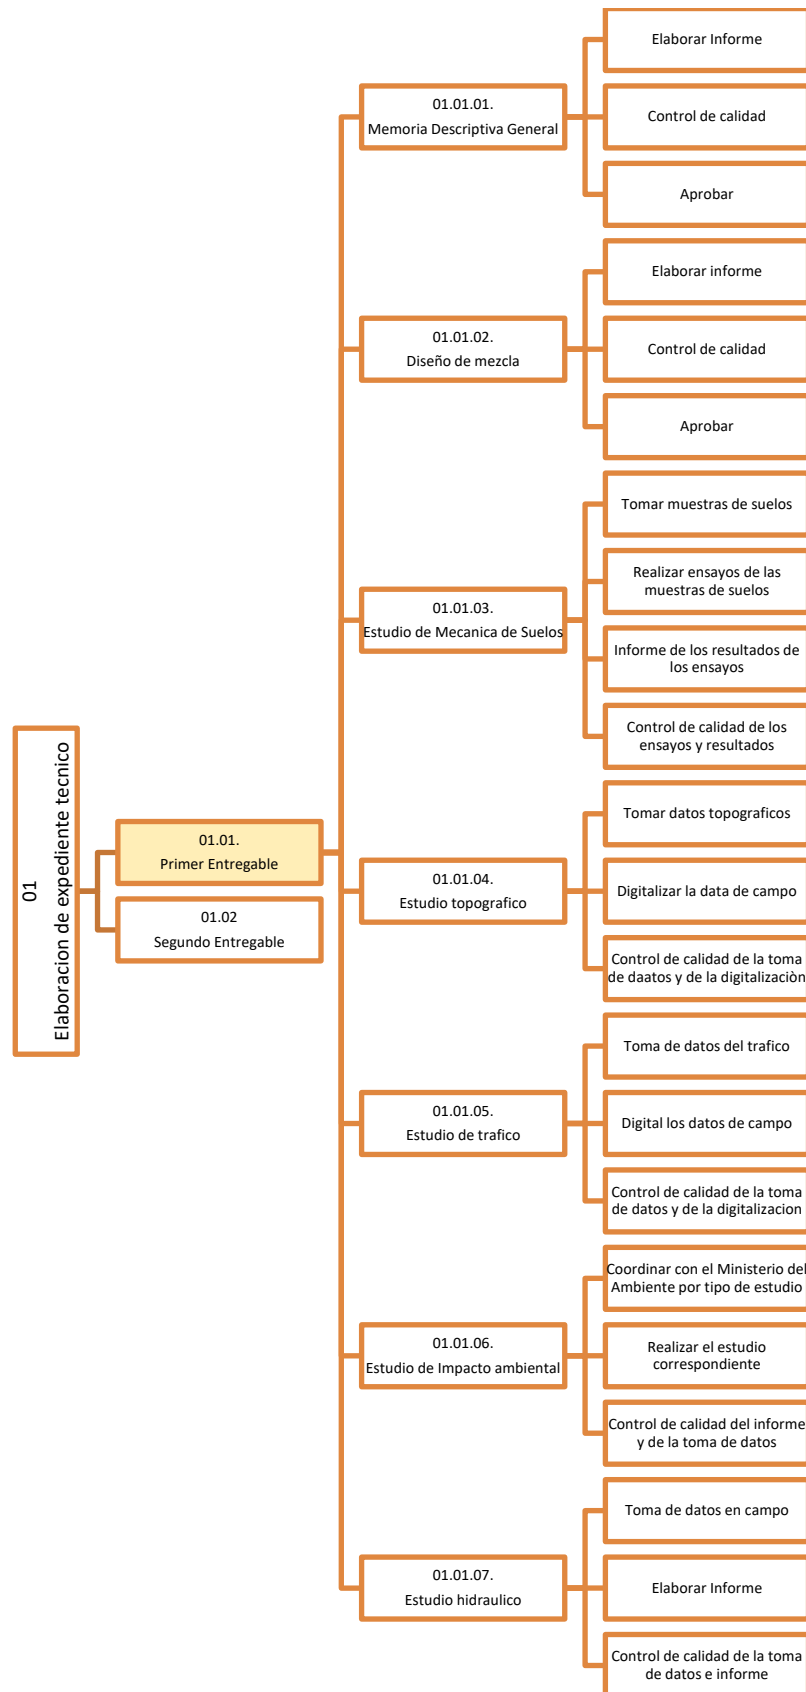 01
Elaboracion de expediente tecnico
01.01.
Primer Entregable
01.01.01.
Memoria Descriptiva General
Elaborar Informe
Control de calidad
Aprobar
01.01.02.
Diseño de mezcla
Elaborar informe
Control de calidad
Aprobar
01.01.03.
Estudio de Mecanica de Suelos
Tomar muestras de suelos
Realizar ensayos de las
muestras de suelos
Informe de los resultados de
los ensayos
Control de calidad de los
ensayos y resultados
01.01.04.
Estudio topografico
Tomar datos topograficos
Digitalizar la data de campo
Control de calidad de la toma
de daatos y de la digitalizaciòn
01.01.05.
Estudio de trafico
Toma de datos del trafico
Digital los datos de campo
Control de calidad de la toma
de datos y de la digitalizacion
01.01.06.
Estudio de Impacto ambiental
Coordinar con el Ministerio del
Ambiente por tipo de estudio
Realizar el estudio
correspondiente
Control de calidad del informe
y de la toma de datos
01.01.07.
Estudio hidraulico
Toma de datos en campo
Elaborar Informe
Control de calidad de la toma
de datos e informe
01.02
Segundo Entregable